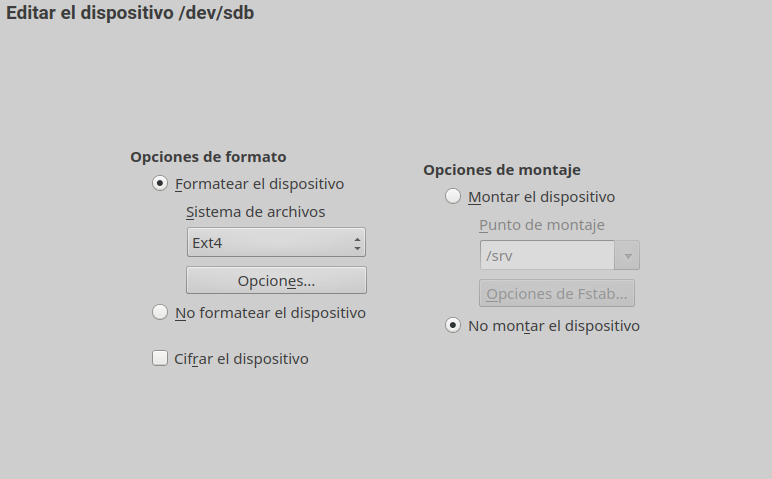 Editar el dispositivo /dev/sdb
Opciones de formato
Formatear el dispositivo
Sistema de archivos
Ext4
Opciones...
No formatear el dispositivo
Cifrar el dispositivo
Opciones de montaje
Montar el dispositivo
Punto de montaje
/srv
Opciones de Fstab...
No montar el dispositivo